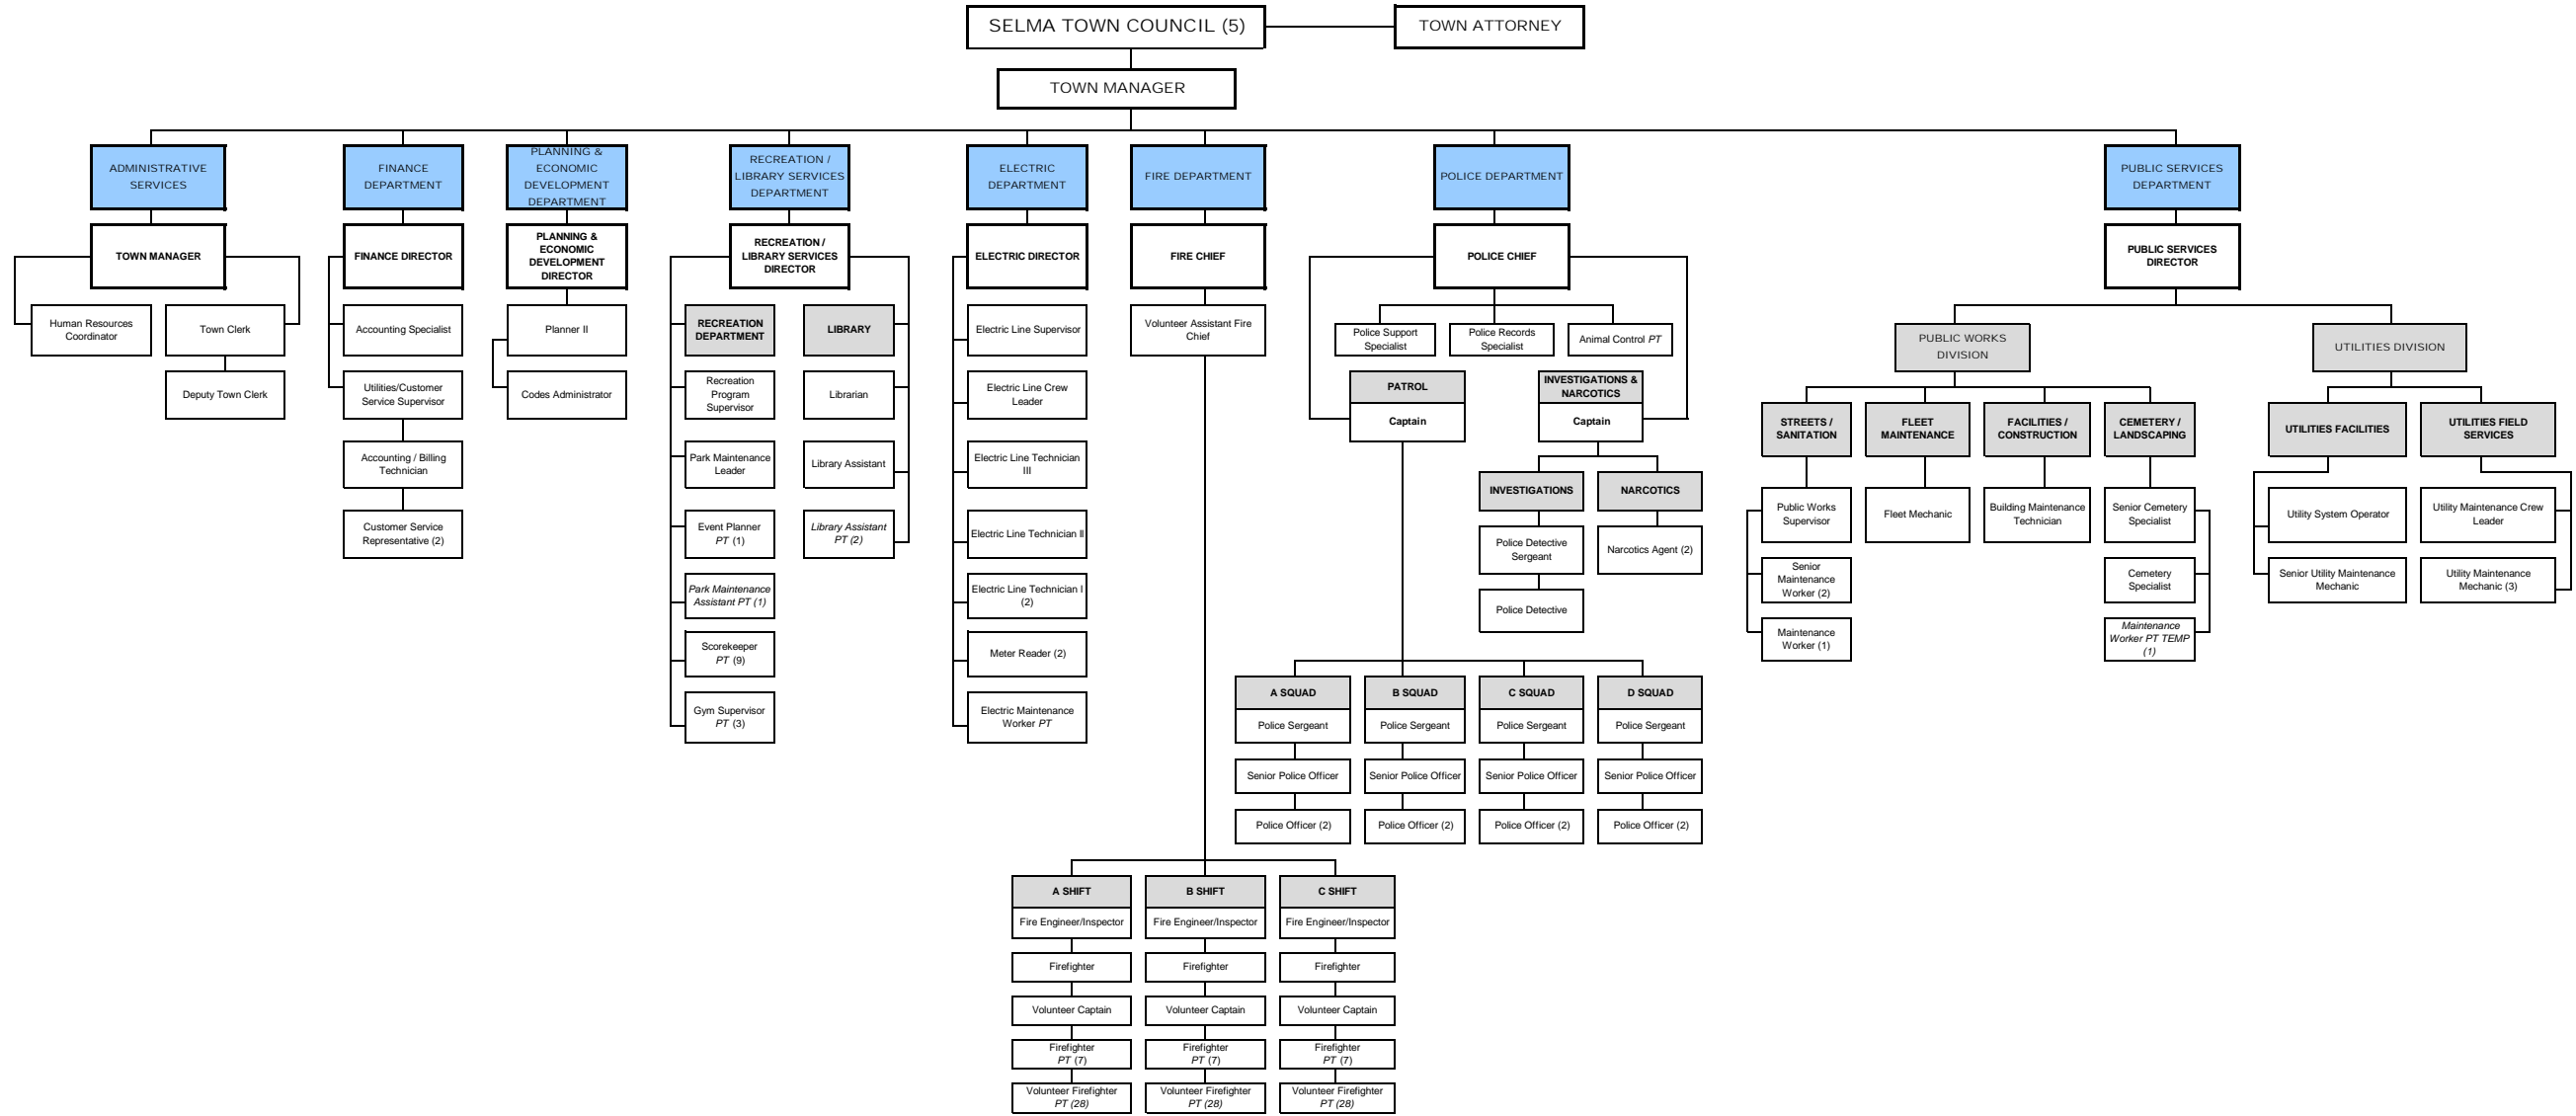 SELMA TOWN COUNCIL (5)
TOWN ATTORNEY
TOWN MANAGER
ADMINISTRATIVE
SERVICES
TOWN MANAGER
Human Resources
Coordinator
Town Clerk
Deputy Town Clerk
FINANCE
DEPARTMENT
FINANCE DIRECTOR
Accounting Specialist
Utilities/Customer
Service Supervisor
Accounting / Billing
Technician
Customer Service
Representative (2)
PLANNING &
ECONOMIC
DEVELOPMENT
DEPARTMENT
PLANNING &
ECONOMIC
DEVELOPMENT
DIRECTOR
Planner II
Codes Administrator
RECREATION /
LIBRARY SERVICES
DEPARTMENT
RECREATION /
LIBRARY SERVICES
DIRECTOR
RECREATION
DEPARTMENT
Recreation
Program
Supervisor
Park Maintenance
Leader
Event Planner
PT (1)
Park Maintenance
Assistant PT (1)
Scorekeeper
PT (9)
Gym Supervisor
PT (3)
LIBRARY
Librarian
Library Assistant
Library Assistant
PT (2)
ELECTRIC
DEPARTMENT
ELECTRIC DIRECTOR
Electric Line Supervisor
Electric Line Crew
Leader
Electric Line Technician
III
Electric Line Technician II
Electric Line Technician I
(2)
Meter Reader (2)
Electric Maintenance
Worker PT
FIRE DEPARTMENT
FIRE CHIEF
Volunteer Assistant Fire
Chief
A SHIFT
Fire Engineer/Inspector
Firefighter
Volunteer Captain
Firefighter
PT (7)
Volunteer Firefighter
PT (28)
B SHIFT
Fire Engineer/Inspector
Firefighter
Volunteer Captain
Firefighter
PT (7)
Volunteer Firefighter
PT (28)
C SHIFT
Fire Engineer/Inspector
Firefighter
Volunteer Captain
Firefighter
PT (7)
Volunteer Firefighter
PT (28)
POLICE DEPARTMENT
POLICE CHIEF
Police Support
Specialist
Police Records
Specialist
Animal Control PT
PATROL
Captain
INVESTIGATIONS &
NARCOTICS
Captain
INVESTIGATIONS
Police Detective
Sergeant
Police Detective
NARCOTICS
Narcotics Agent (2)
A SQUAD
Police Sergeant
Senior Police Officer
Police Officer (2)
B SQUAD
Police Sergeant
Senior Police Officer
Police Officer (2)
C SQUAD
Police Sergeant
Senior Police Officer
Police Officer (2)
D SQUAD
Police Sergeant
Senior Police Officer
Police Officer (2)
PUBLIC SERVICES
DEPARTMENT
PUBLIC SERVICES
DIRECTOR
PUBLIC WORKS
DIVISION
STREETS /
SANITATION
Public Works
Supervisor
Senior
Maintenance
Worker (2)
Maintenance
Worker (1)
FLEET
MAINTENANCE
Fleet Mechanic
FACILITIES /
CONSTRUCTION
Building Maintenance
Technician
CEMETERY /
LANDSCAPING
Senior Cemetery
Specialist
Cemetery
Specialist
Maintenance
Worker PT TEMP
(1)
UTILITIES DIVISION
UTILITIES FACILITIES
Utility System Operator
Senior Utility Maintenance
Mechanic
UTILITIES FIELD
SERVICES
Utility Maintenance Crew
Leader
Utility Maintenance
Mechanic (3)